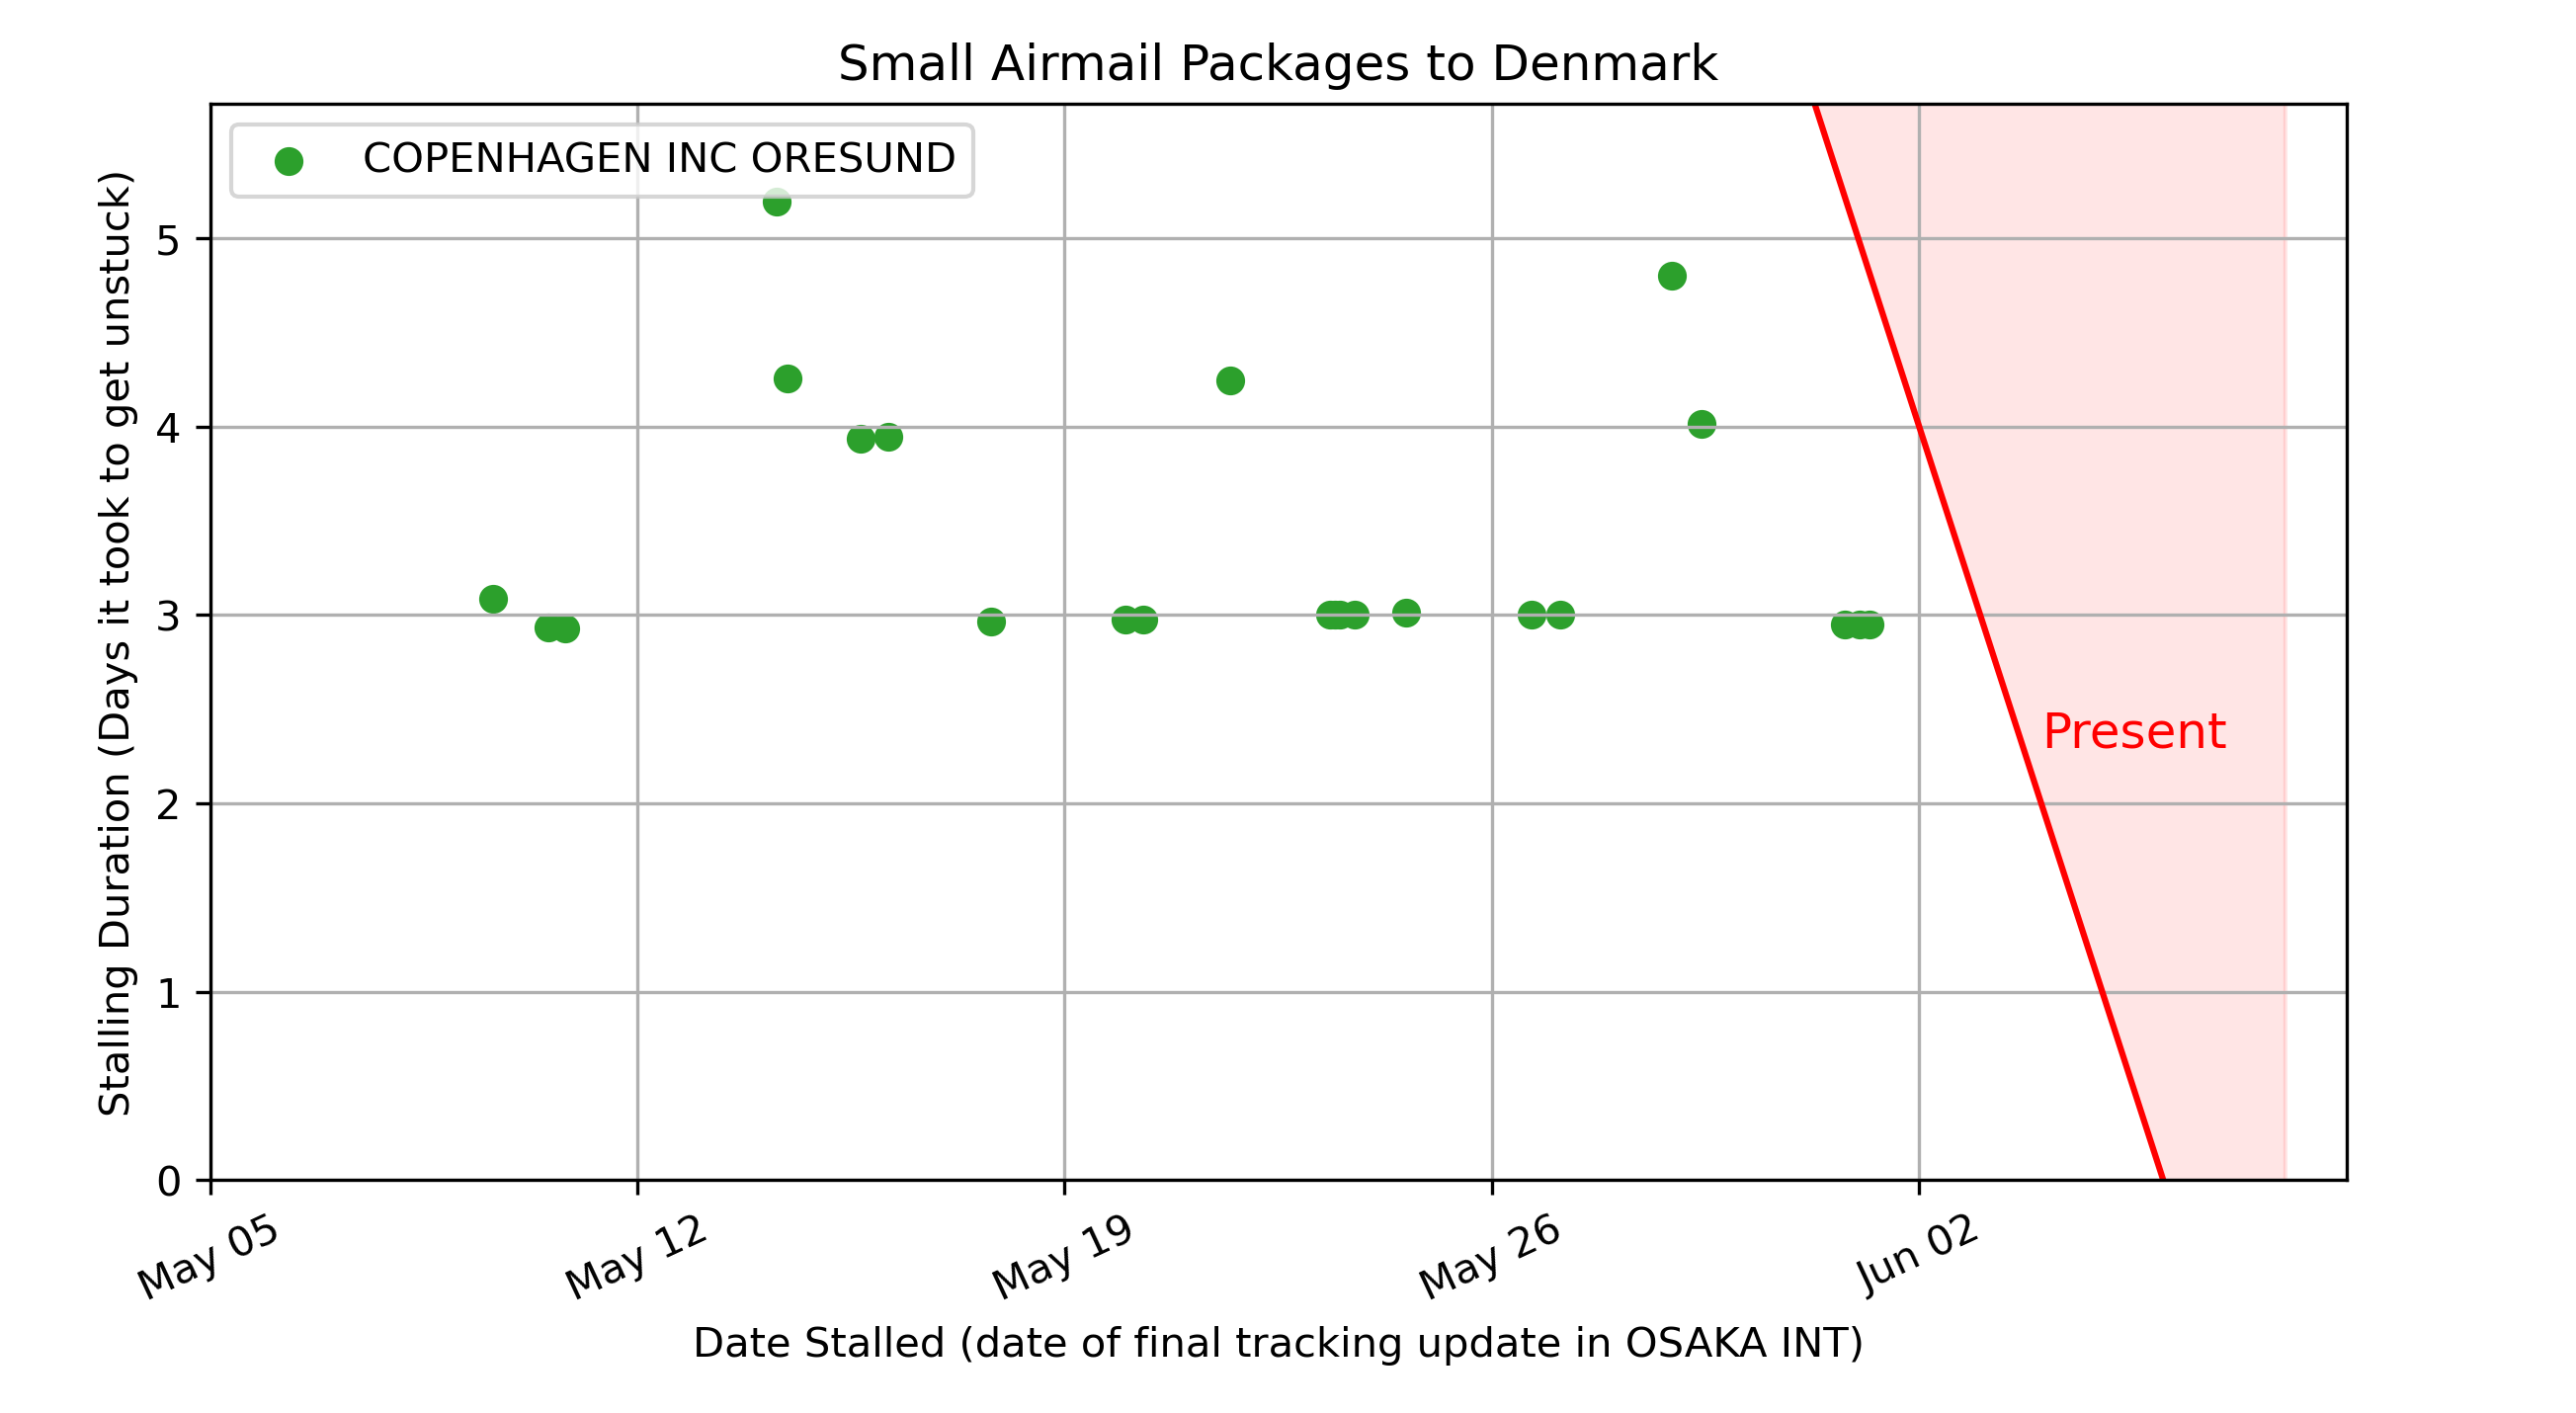 Small Airmail Packages to Denmark
COPENHAGEN INC ORESUND
Stalling Duration (Days it took to get unstuck)
5
4
3
2
1
0
Present
May 05
May 12
May 19
May 26
Jun 02
Date Stalled (date of final tracking update in OSAKA INT)